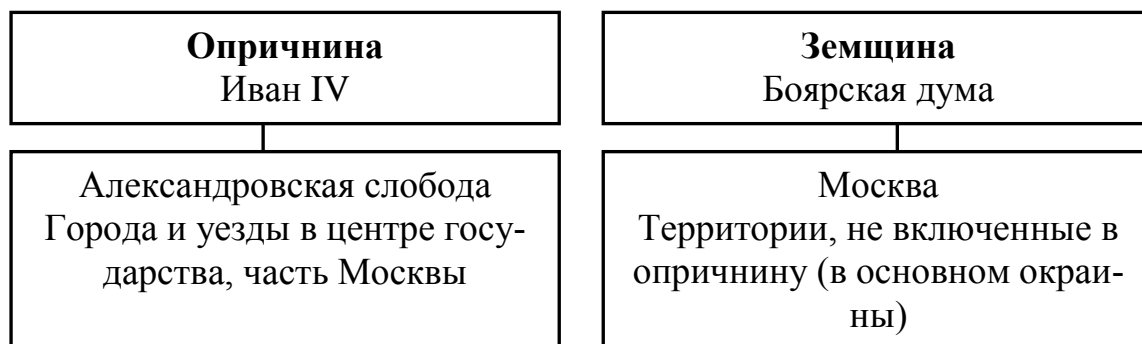 Опричнина
Иван IV
Александровская слобода
Города и уезды в центре госу-
дарства, часть Москвы
Земщина
Боярская дума
Москва
Территории, не включенные в
опричнину (в основном окраи-
ны)